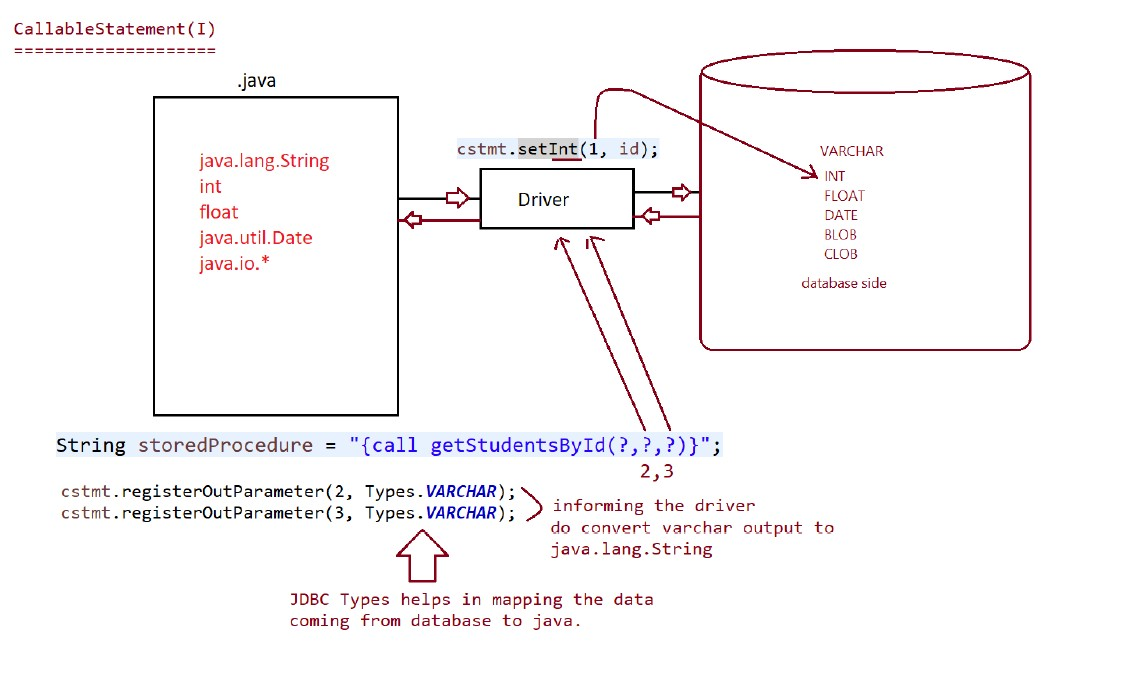 CallableStatement(I)
====================
.java
java.lang.String
int
float
java.util.Date
java.io.*
cstmt.setInt(1, id);
Driver
VARCHAR
INT
FLOAT
DATE
BLOB
CLOB
database side
String storedProcedure = "{call getStudentsById(?,?,?)}";
2,3
cstmt.registerOutParameter(2, Types.VARCHAR);
cstmt.registerOutParameter(3, Types.VARCHAR);
informing the driver
do convert varchar output to
java.lang.String
JDBC Types helps in mapping the data
coming from database to java.